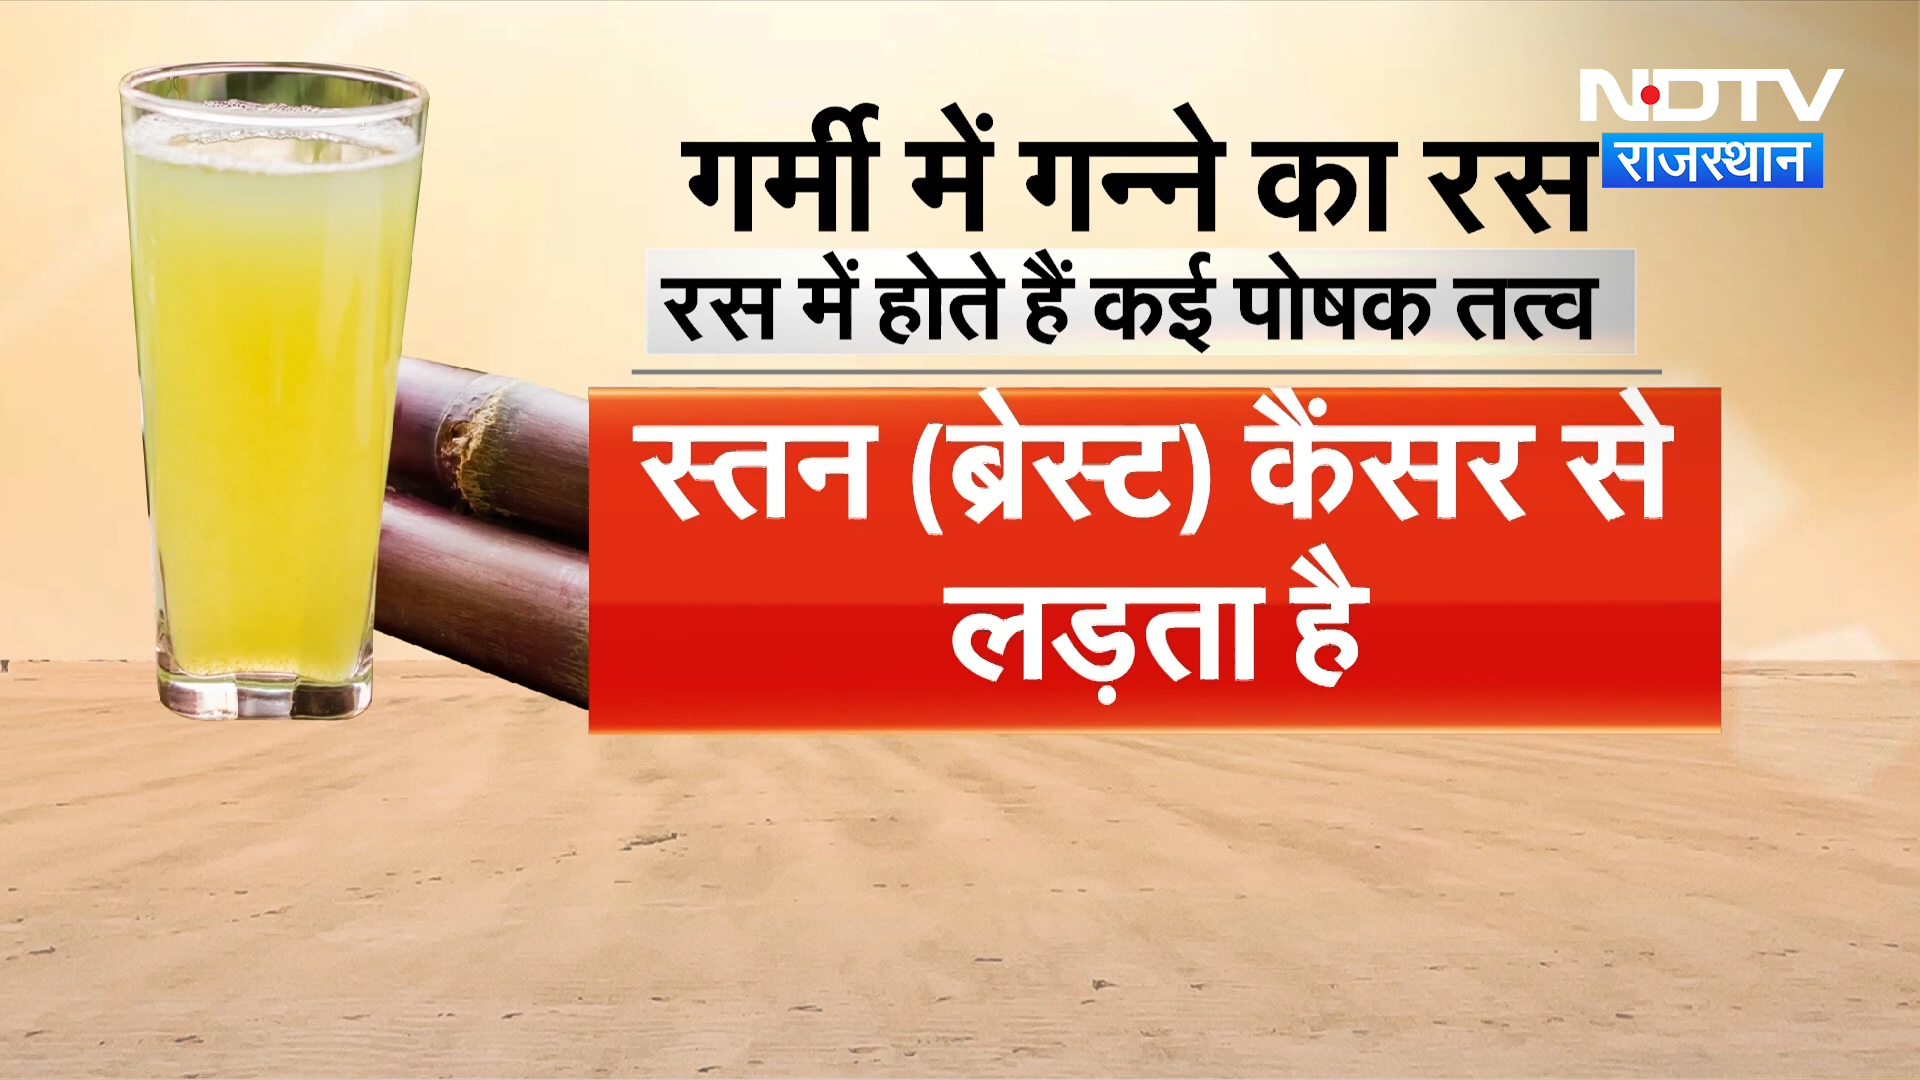 NDTV
राजस्थान
गर्मी में गन्ने का रस
रस में होते हैं कई पोषक तत्व
स्तन (ब्रेस्ट) कैंसर से
लड़ता है